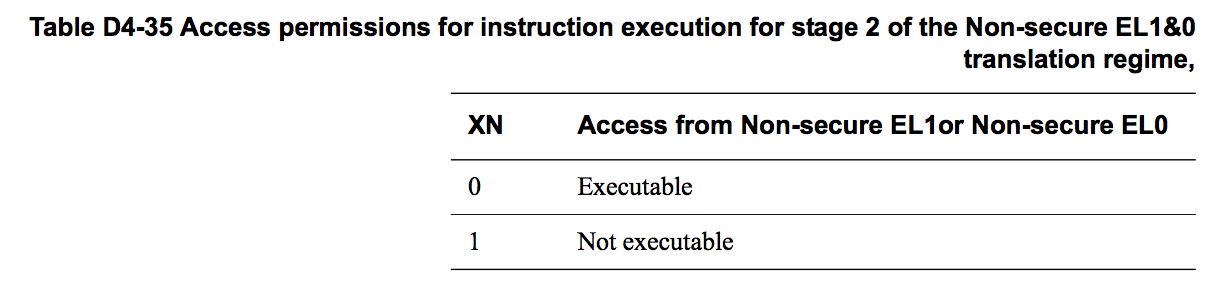 Table D4-35 Access permissions for instruction execution for stage 2 of the Non-secure EL1&0
translation regime,
XN Access from Non-secure EL1or Non-secure EL0
0 Executable
1 Not executable